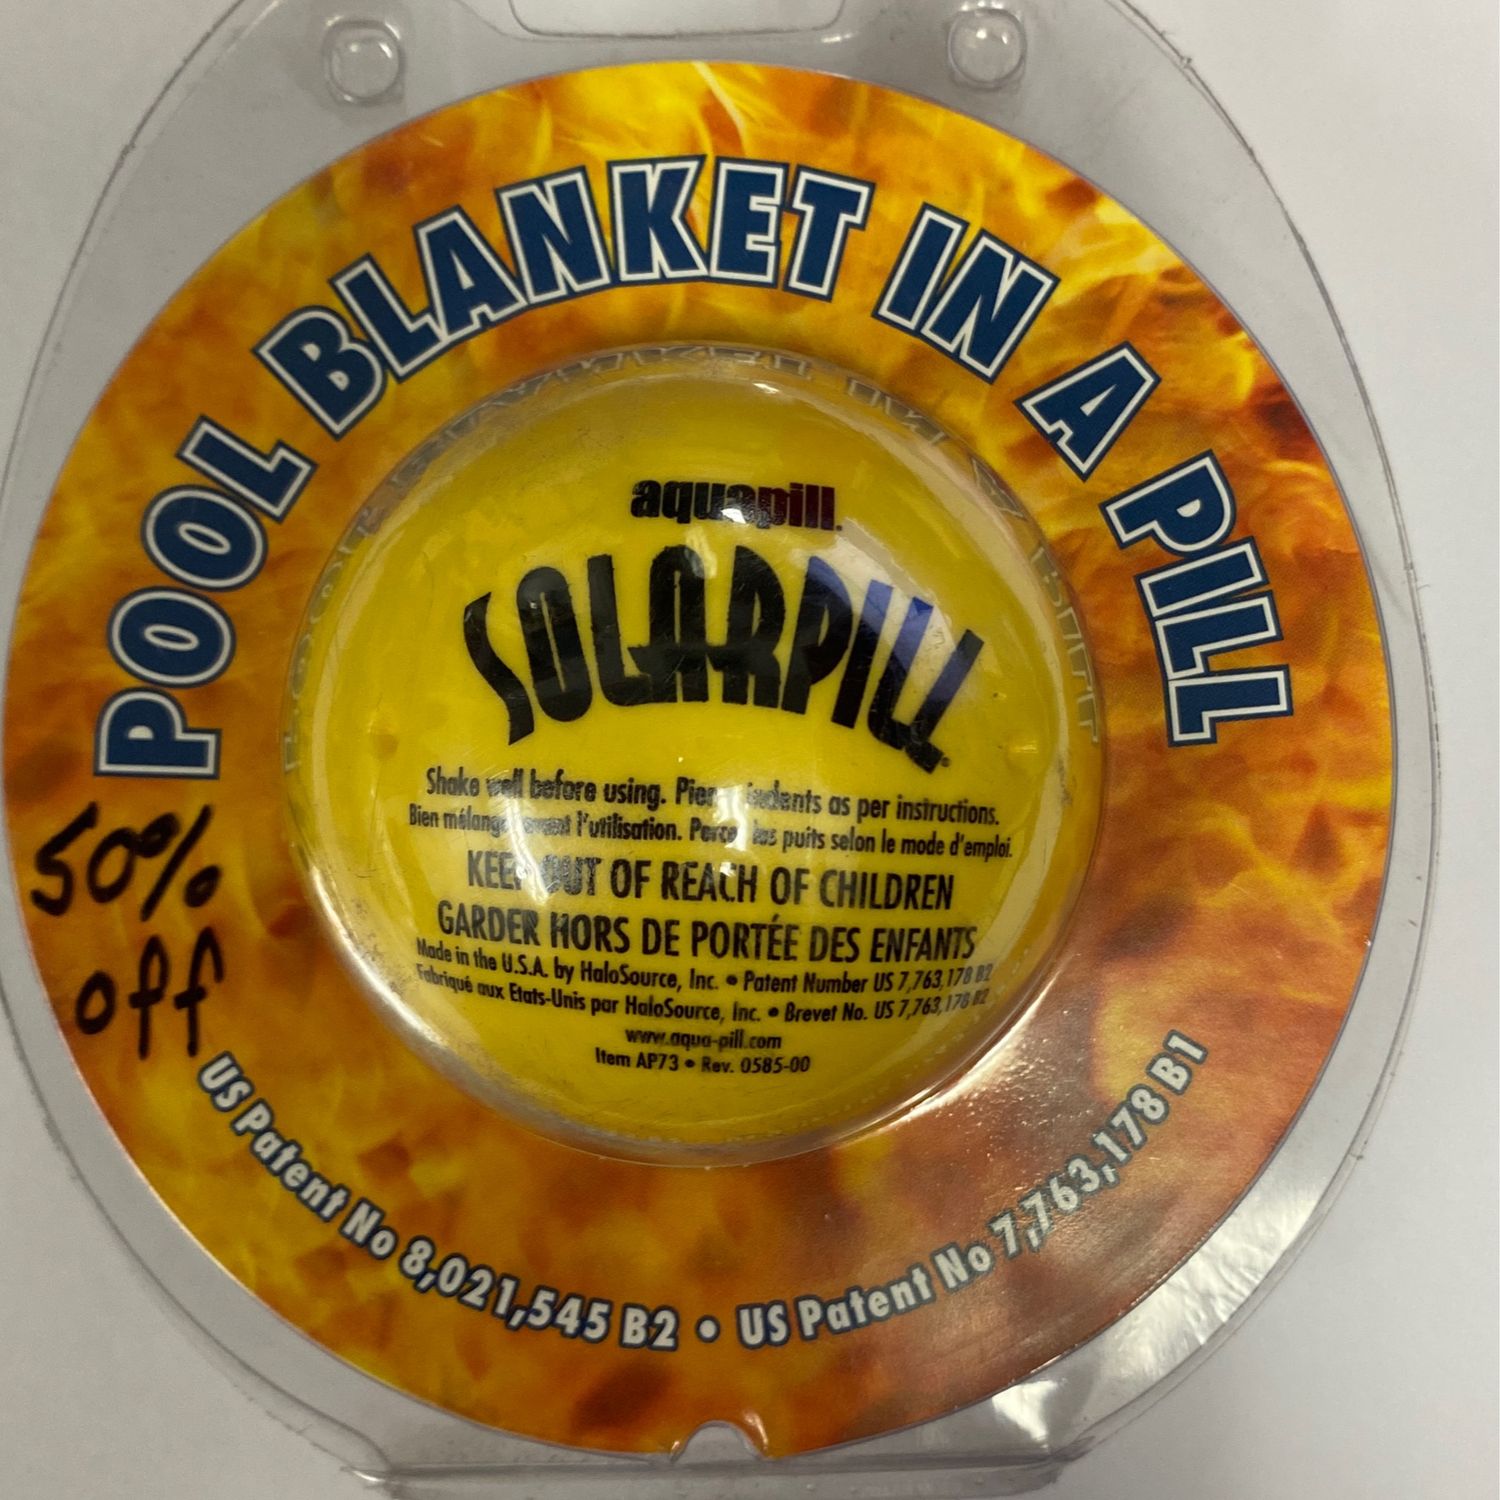 POOL BLANKET IN A PILL
aquapill.
SOLARPILL
Shake well before using. Pierce indents as per instructions.
Bien mélanger avant l'utilisation. Percer les puits selon le mode d'emploi.
KEEP OUT OF REACH OF CHILDREN
GARDER HORS DE PORTÉE DES ENFANTS
Made in the U.S.A. by HaloSource, Inc. • Patent Number US 7,763,178 B2
Fabriqué aux Etats-Unis par HaloSource, Inc. • Brevet No. US 7,763,178 B2
www.aqua-pill.com
Item AP73 • Rev. 0585-00
50%
off
US Patent No 8,021,545 B2 • US Patent No 7,763,178 B1